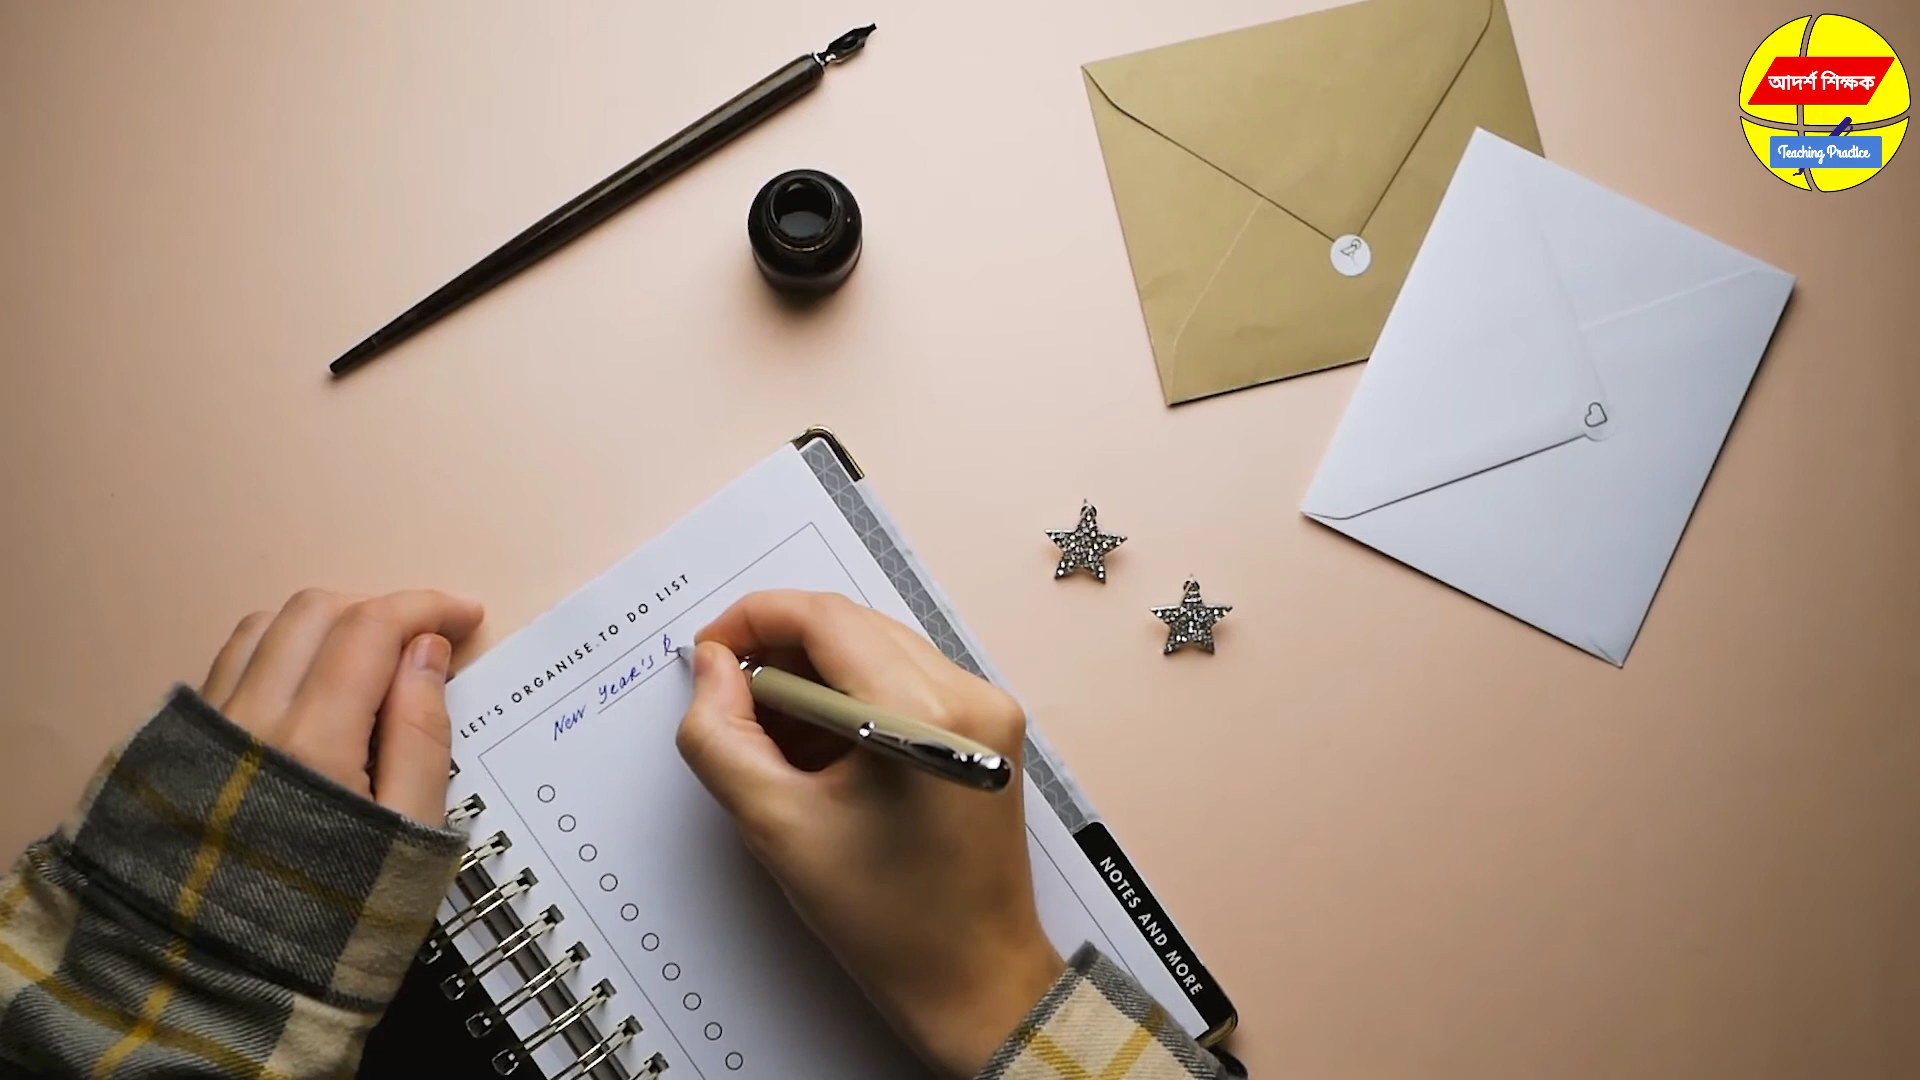 আদর্শ শিক্ষক
Teaching Practice
LET'S ORGANISE.TO DO LIST
New Year's R
NOTES AND MORE